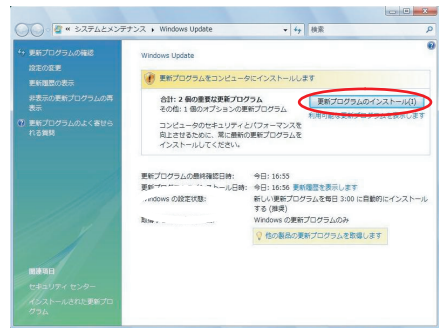 « システムとメンテナンス ▸ Windows Update
検索
更新プログラムの確認
設定の変更
更新履歴の表示
非表示の更新プログラムの再
表示
更新プログラムのよく寄せら
れる質問
Windows Update
更新プログラムをコンピュータにインストールします
合計: 2 個の重要な更新プログラム
その他: 1 個のオプションの更新プログラム
更新プログラムのインストール(I)
利用可能な更新プログラムを表示します
コンピュータのセキュリティとパフォーマンスを
向上させるために、常に最新の更新プログラムを
インストールしてください。
更新プログラムの最終確認日時: 今日: 16:55
トール日時: 今日: 16:56 更新履歴を表示します
indows の設定状態: 新しい更新プログラムを毎日 3:00 に自動的にインストール
する (推奨)
Windows の更新プログラムのみ
他の製品の更新プログラムを取得します
関連項目
セキュリティ センター
インストールされた更新プロ
グラム